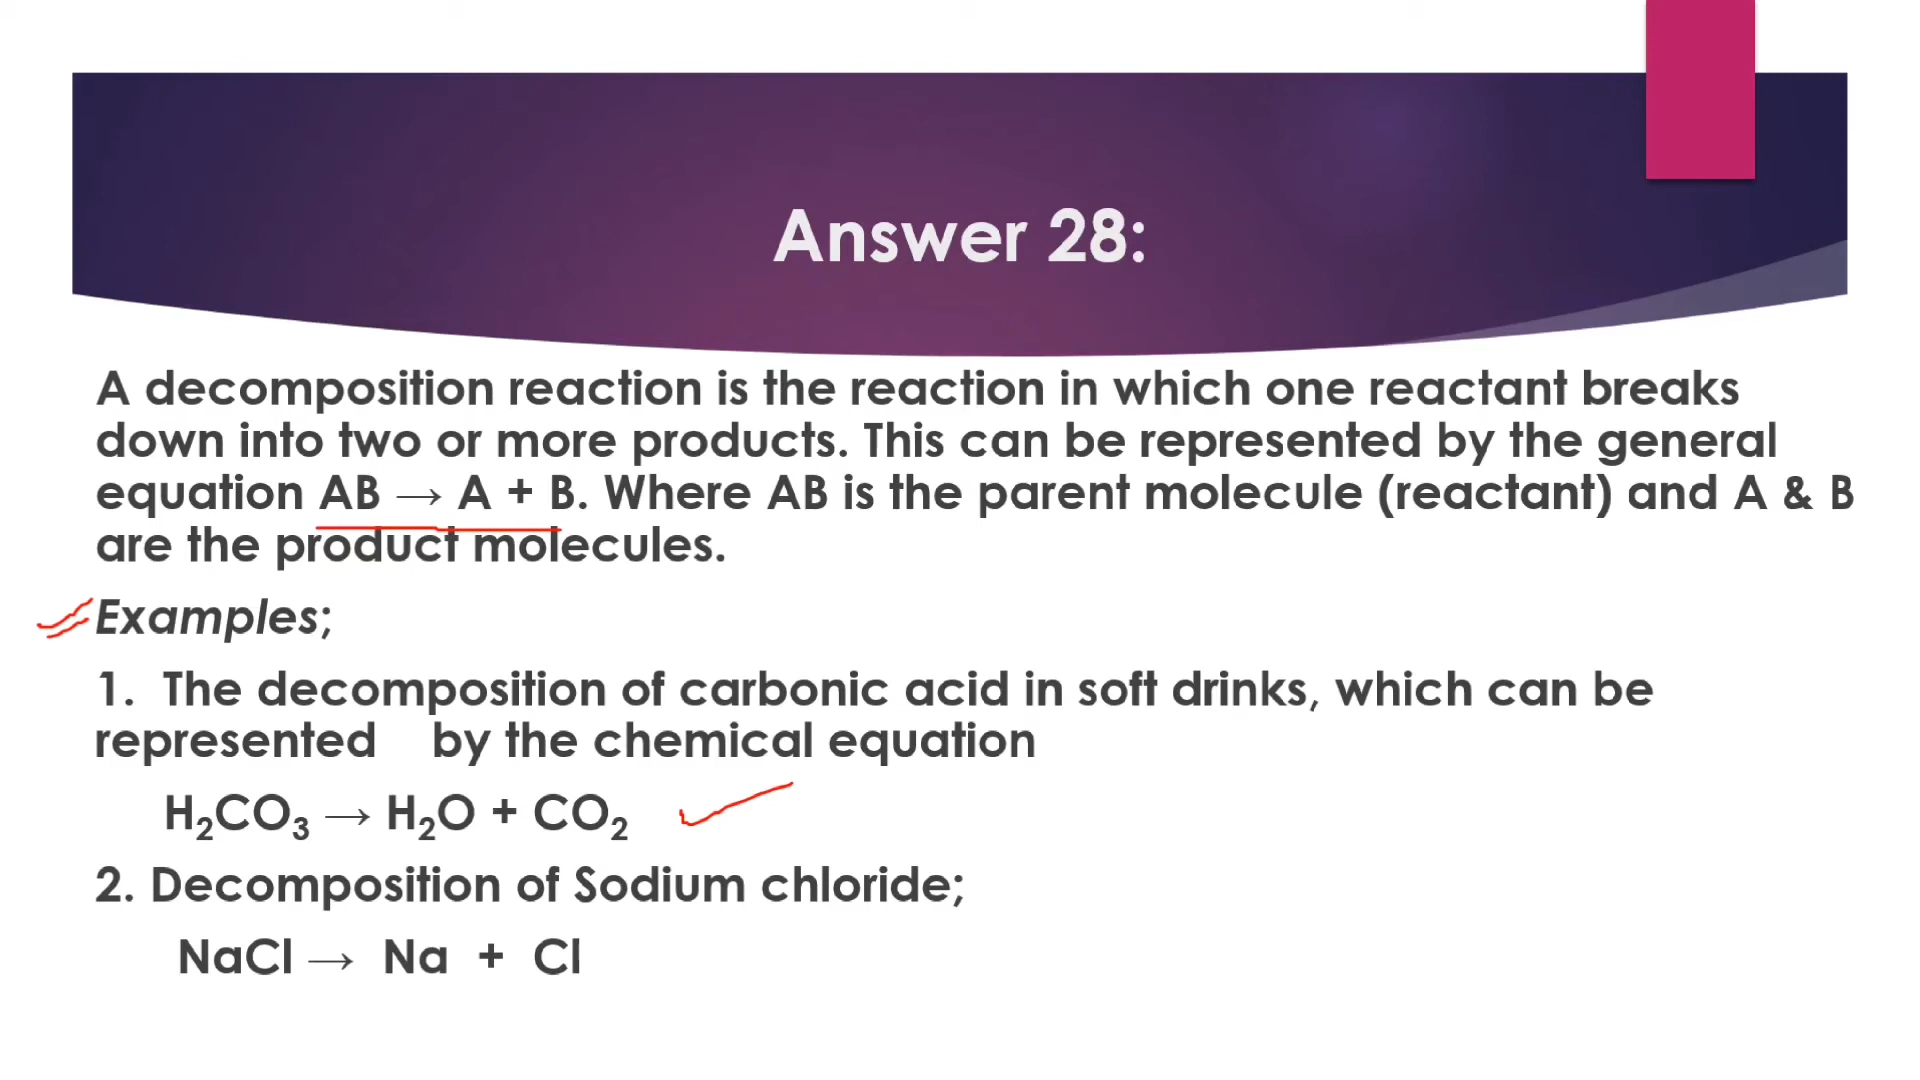 Answer 28:
A decomposition reaction is the reaction in which one reactant breaks
down into two or more products. This can be represented by the general
equation AB → A + B. Where AB is the parent molecule (reactant) and A & B
are the product molecules.
Examples;
1. The decomposition of carbonic acid in soft drinks, which can be
represented by the chemical equation
H₂CO₃ → H₂O + CO₂
2. Decomposition of Sodium chloride;
NaCl → Na + Cl